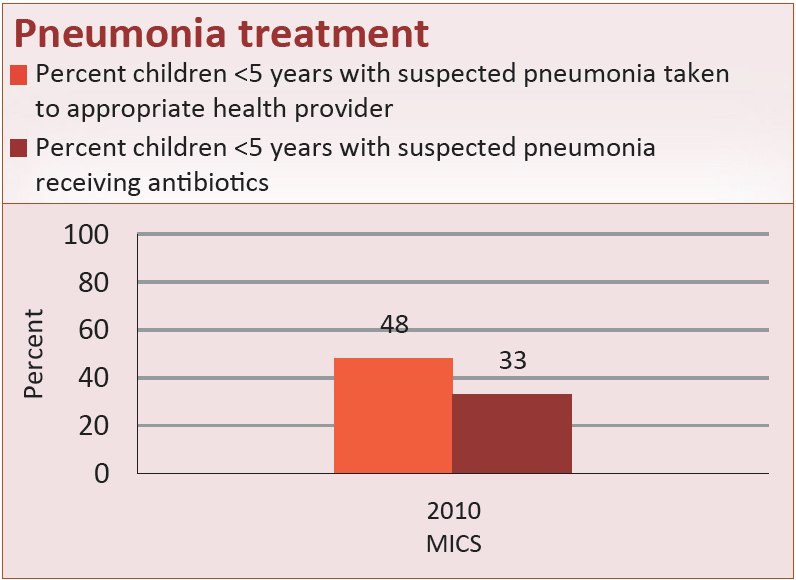 Pneumonia treatment
Percent children <5 years with suspected pneumonia taken
to appropriate health provider
Percent children <5 years with suspected pneumonia
receiving antibiotics
100
80
60
40
20
0
Percent
48
33
2010
MICS